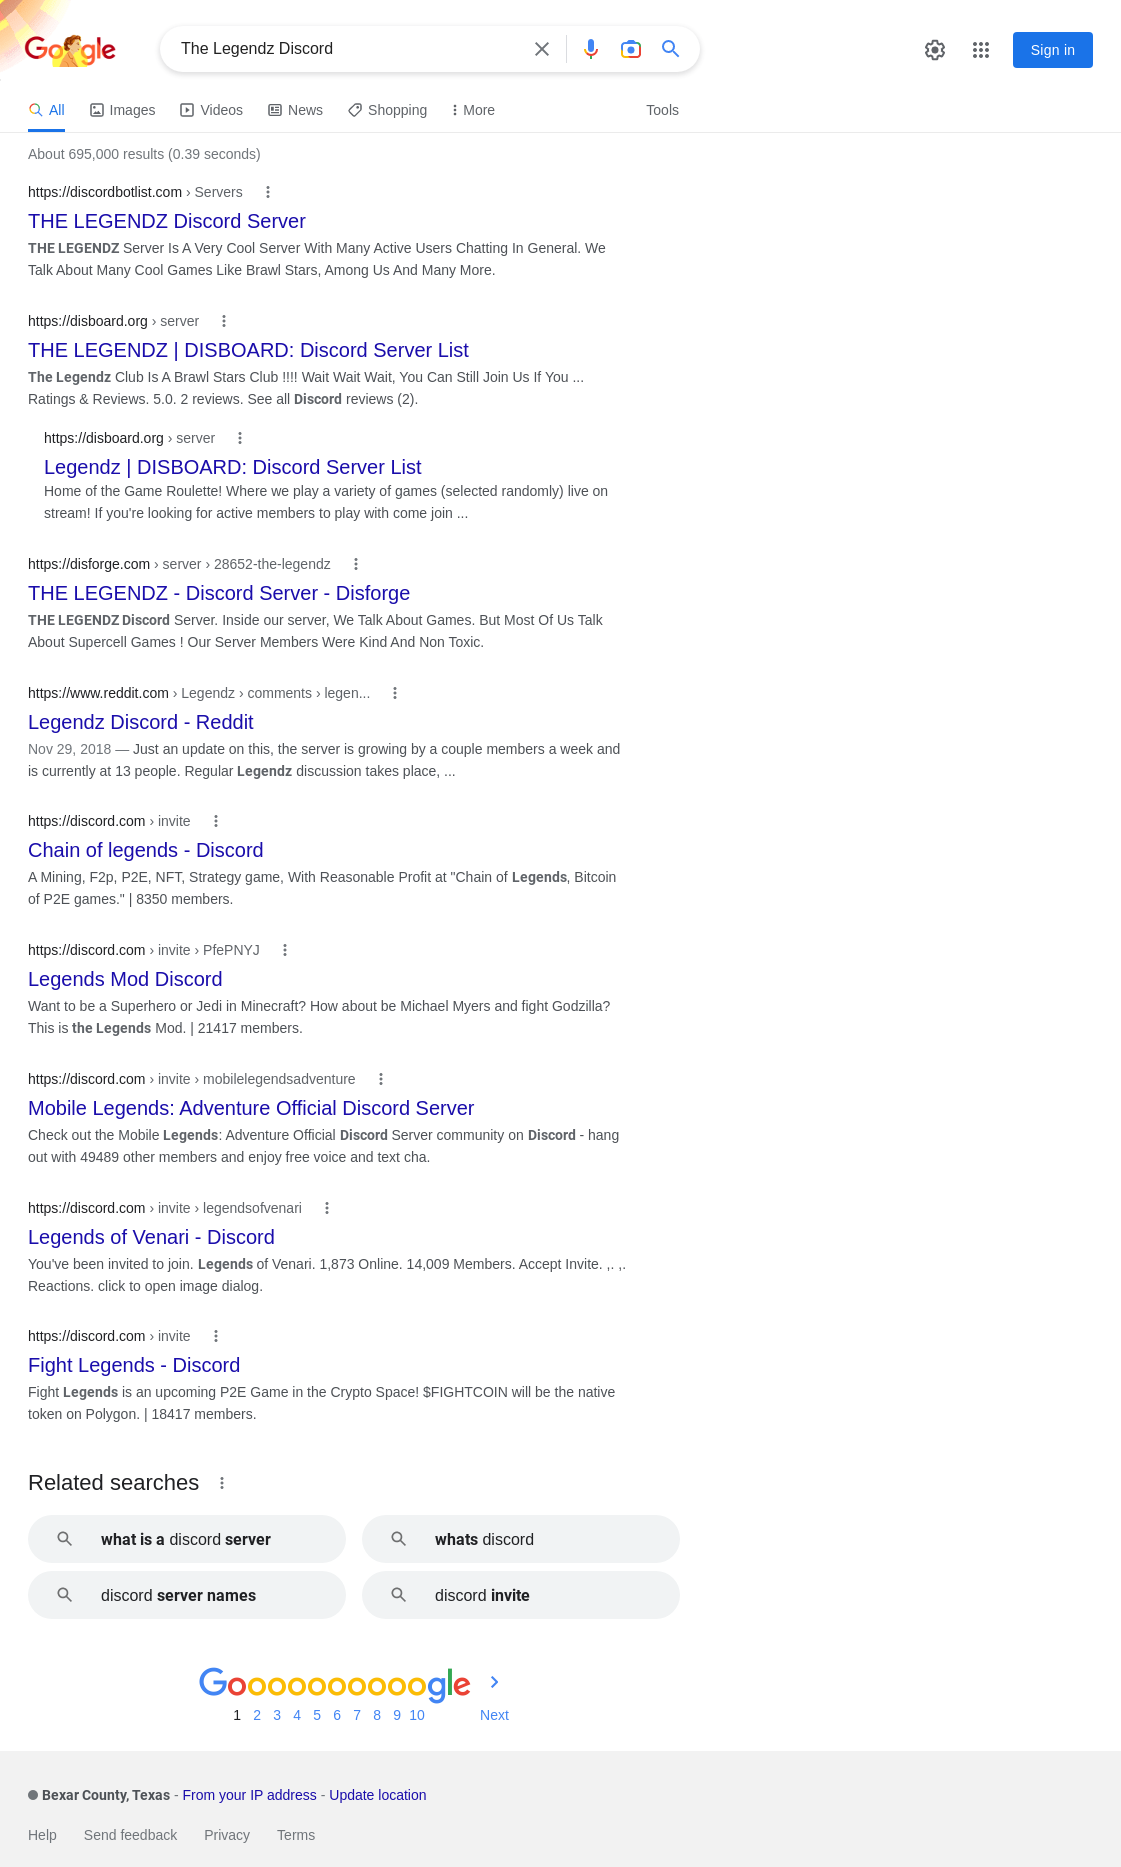 Google
The Legendz Discord
Sign in
All Images Videos News Shopping More Tools
About 695,000 results (0.39 seconds)
https://discordbotlist.com › Servers
THE LEGENDZ Discord Server
THE LEGENDZ Server Is A Very Cool Server With Many Active Users Chatting In General. We
Talk About Many Cool Games Like Brawl Stars, Among Us And Many More.
https://disboard.org › server
THE LEGENDZ | DISBOARD: Discord Server List
The Legendz Club Is A Brawl Stars Club !!!! Wait Wait Wait, You Can Still Join Us If You ...
Ratings & Reviews. 5.0. 2 reviews. See all Discord reviews (2).
https://disboard.org › server
Legendz | DISBOARD: Discord Server List
Home of the Game Roulette! Where we play a variety of games (selected randomly) live on
stream! If you're looking for active members to play with come join ...
https://disforge.com › server › 28652-the-legendz
THE LEGENDZ - Discord Server - Disforge
THE LEGENDZ Discord Server. Inside our server, We Talk About Games. But Most Of Us Talk
About Supercell Games ! Our Server Members Were Kind And Non Toxic.
https://www.reddit.com › Legendz › comments › legen...
Legendz Discord - Reddit
Nov 29, 2018 — Just an update on this, the server is growing by a couple members a week and
is currently at 13 people. Regular Legendz discussion takes place, ...
https://discord.com › invite
Chain of legends - Discord
A Mining, F2p, P2E, NFT, Strategy game, With Reasonable Profit at "Chain of Legends, Bitcoin
of P2E games." | 8350 members.
https://discord.com › invite › PfePNYJ
Legends Mod Discord
Want to be a Superhero or Jedi in Minecraft? How about be Michael Myers and fight Godzilla?
This is the Legends Mod. | 21417 members.
https://discord.com › invite › mobilelegendsadventure
Mobile Legends: Adventure Official Discord Server
Check out the Mobile Legends: Adventure Official Discord Server community on Discord - hang
out with 49489 other members and enjoy free voice and text cha.
https://discord.com › invite › legendsofvenari
Legends of Venari - Discord
You've been invited to join. Legends of Venari. 1,873 Online. 14,009 Members. Accept Invite. ,. ,.
Reactions. click to open image dialog.
https://discord.com › invite
Fight Legends - Discord
Fight Legends is an upcoming P2E Game in the Crypto Space! $FIGHTCOIN will be the native
token on Polygon. | 18417 members.
Related searches
what is a discord server
whats discord
discord server names
discord invite
Goooooooooogle
1 2 3 4 5 6 7 8 9 10 Next
Bexar County, Texas - From your IP address - Update location
Help Send feedback Privacy Terms